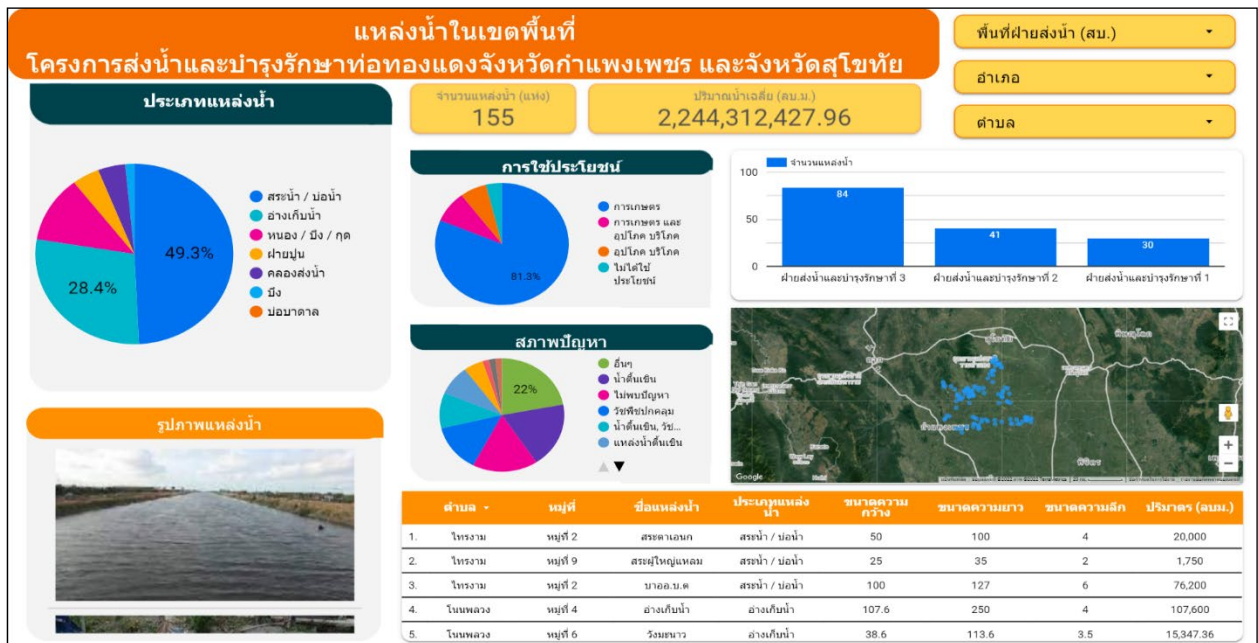 แหล่งน้ำในเขตพื้นที่
โครงการส่งน้ำและบำรุงรักษาท่อทองแดงจังหวัดกำแพงเพชร และจังหวัดสุโขทัย
พื้นที่ฝ่ายส่งน้ำ (สบ.)
อำเภอ
ตำบล
ประเภทแหล่งน้ำ
49.3%
28.4%
สระน้ำ / บ่อน้ำ
อ่างเก็บน้ำ
หนอง / บึง / กุด
ฝายปูน
คลองส่งน้ำ
บึง
บ่อบาดาล
จำนวนแหล่งน้ำ (แห่ง)
155
ปริมาณน้ำเฉลี่ย (ลบ.ม.)
2,244,312,427.96
การใช้ประโยชน์
81.3%
การเกษตร
การเกษตร และ
อุปโภค บริโภค
อุปโภค บริโภค
ไม่ได้ใช้
ประโยชน์
จำนวนแหล่งน้ำ
100
50
0
84
41
30
ฝ่ายส่งน้ำและบำรุงรักษาที่ 3
ฝ่ายส่งน้ำและบำรุงรักษาที่ 2
ฝ่ายส่งน้ำและบำรุงรักษาที่ 1
สภาพปัญหา
22%
อื่นๆ
น้ำตื้นเขิน
ไม่พบปัญหา
วัชพืชปกคลุม
น้ำตื้นเขิน, วัช...
แหล่งน้ำตื้นเขิน
สุโขทัย
พิษณุโลก
ตาก
กำแพงเพชร
พิจิตร
Google
รูปภาพแหล่งน้ำ
ตำบล หมู่ที่ ชื่อแหล่งน้ำ ประเภทแหล่งน้ำ ขนาดความกว้าง ขนาดความยาว ขนาดความลึก ปริมาตร (ลบม.)
1. ไทรงาม หมู่ที่ 2 สระตาเอนก สระน้ำ / บ่อน้ำ 50 100 4 20,000
2. ไทรงาม หมู่ที่ 9 สระผู้ใหญ่แหลม สระน้ำ / บ่อน้ำ 25 35 2 1,750
3. ไทรงาม หมู่ที่ 2 บาออ.บ.ต สระน้ำ / บ่อน้ำ 100 127 6 76,200
4. โนนพลวง หมู่ที่ 4 อ่างเก็บน้ำ อ่างเก็บน้ำ 107.6 250 4 107,600
5. โนนพลวง หมู่ที่ 6 วังมะนาว อ่างเก็บน้ำ 38.6 113.6 3.5 15,347.36